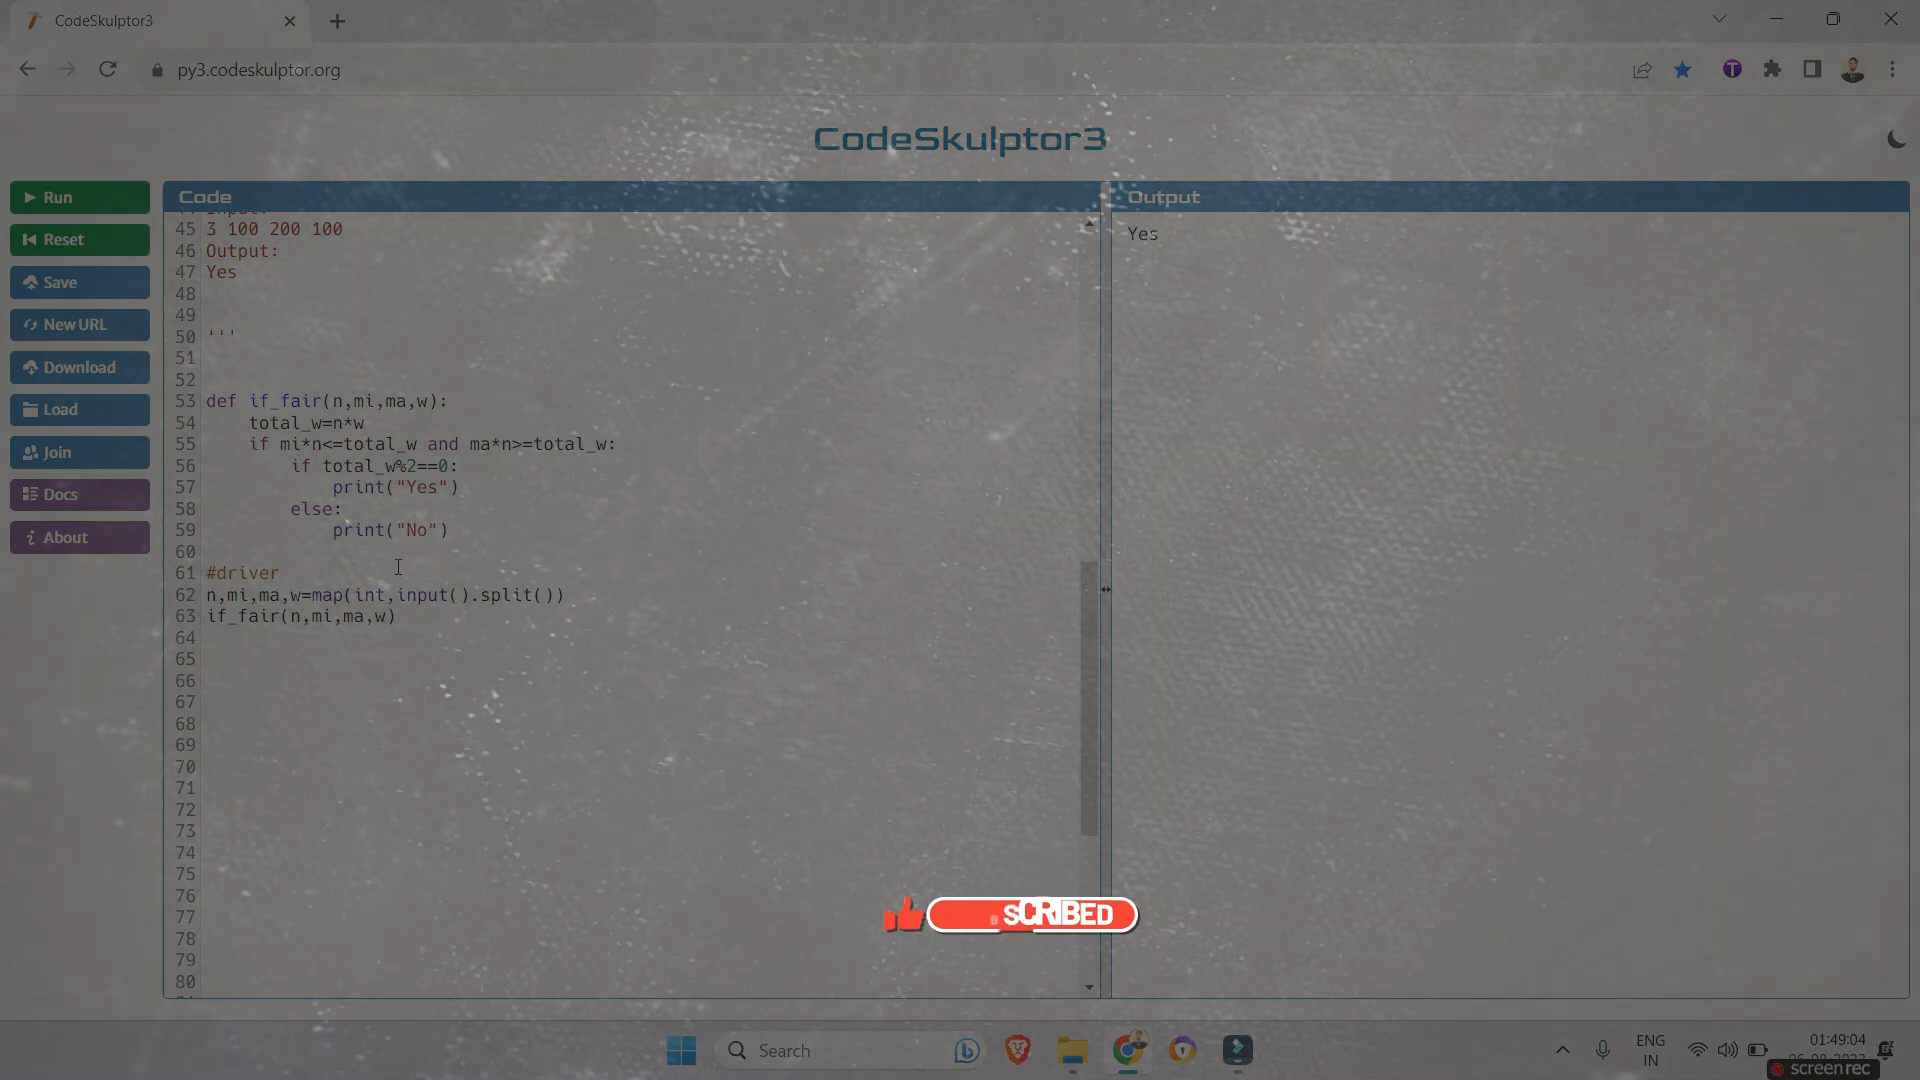 CodeSkulptor3
py3.codeskulptor.org
T
CodeSkulptor3
Run
Reset
Save
New URL
Download
Load
Join
Docs
About
Code
45 3 100 200 100
46 Output:
47 Yes
48
49
50 '''
51
52
53 def if_fair(n,mi,ma,w):
54 total_w=n*w
55 if mi*n<=total_w and ma*n>=total_w:
56 if total_w%2==0:
57 print("Yes")
58 else:
59 print("No")
60
61 #driver
62 n,mi,ma,w=map(int,input().split())
63 if_fair(n,mi,ma,w)
64
65
66
67
68
69
70
71
72
73
74
75
76
77
78
79
80
Output
Yes
SCRIBED
Search
ENG
IN
01:49:04
screenrec